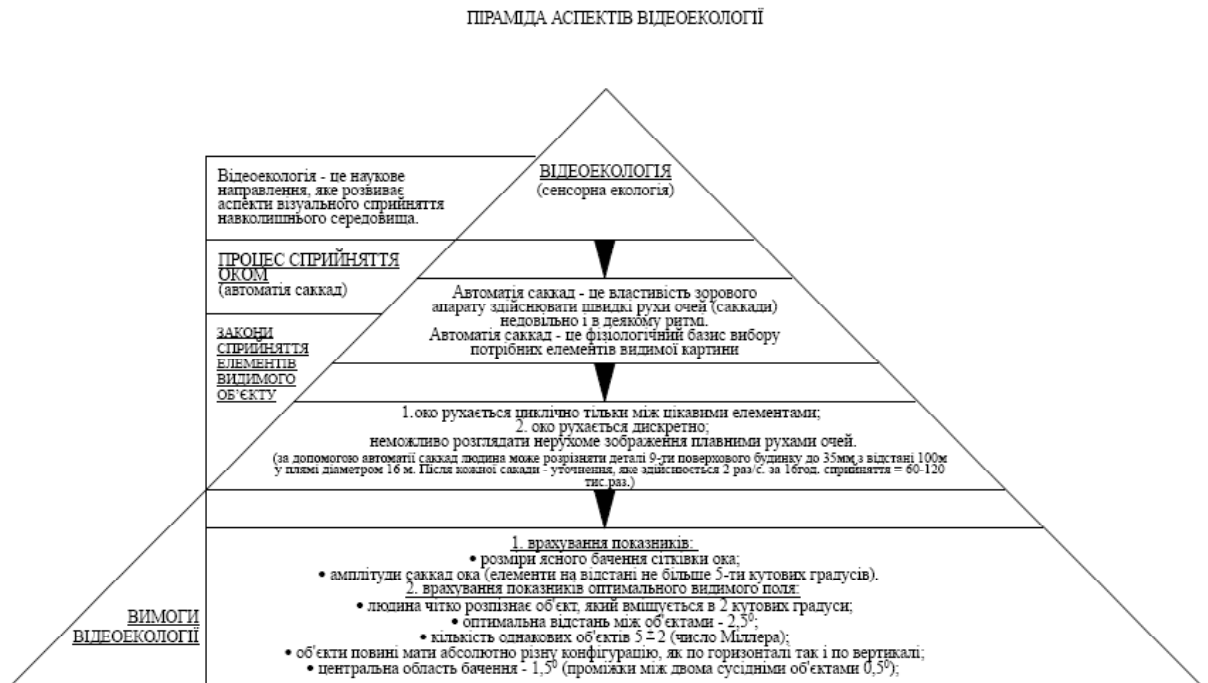 ПІРАМІДА АСПЕКТІВ ВІДЕОЕКОЛОГІЇ
ВІДЕОЕКОЛОГІЯ
(сенсорна екологія)
Відеоекологія - це наукове
направлення, яке розвиває
аспекти візуального сприйняття
навколишнього середовища.
ПРОЦЕС СПРИЙНЯТТЯ
ОКОМ
(автоматія саккад)
Автоматія саккад - це властивість зорового
апарату здійснювати швидкі рухи очей (саккади)
недовільно і в деякому ритмі.
Автоматія саккад - це фізіологічний базис вибору
потрібних елементів видимої картини
ЗАКОНИ
СПРИЙНЯТТЯ
ЕЛЕМЕНТІВ
ВИДИМОГО
ОБ'ЄКТУ
1.око рухається циклічно тільки між цікавими елементами;
2. око рухається дискретно;
неможливо розглядати нерухоме зображення плавними рухами очей.
(за допомогою автоматії саккад людина може розрізняти деталі 9-ти поверхового будинку до 35мм,з відстані 100м
у плямі діаметром 16 м. Після кожної сакади - уточнення, яке здійснюється 2 раз/с. за 16год. сприйняття = 60-120
тис.раз.)
ВИМОГИ
ВІДЕОЕКОЛОГІЇ
1. врахування показників:
• розміри ясного бачення сітківки ока;
• амплітуди саккад ока (елементи на відстані не більше 5-ти кутових градусів).
2. врахування показників оптимального видимого поля:
• людина чітко розпізнає об'єкт, який вміщується в 2 кутових градуси;
• оптимальна відстань між об'єктами - 2,5⁰;
• кількість однакових об'єктів 5 ± 2 (число Міллера);
• об'єкти повині мати абсолютно різну конфігурацію, як по горизонталі так і по вертикалі;
• центральна область бачення - 1,5⁰ (проміжки між двома сусідніми об'єктами 0,5⁰);